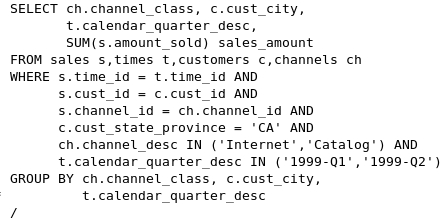 SELECT ch.channel_class, c.cust_city,
t.calendar_quarter_desc,
SUM(s.amount_sold) sales_amount
FROM sales s,times t,customers c,channels ch
WHERE s.time_id = t.time_id AND
s.cust_id = c.cust_id AND
s.channel_id = ch.channel_id AND
c.cust_state_province = 'CA' AND
ch.channel_desc IN ('Internet','Catalog') AND
t.calendar_quarter_desc IN ('1999-Q1','1999-Q2')
GROUP BY ch.channel_class, c.cust_city,
t.calendar_quarter_desc
/